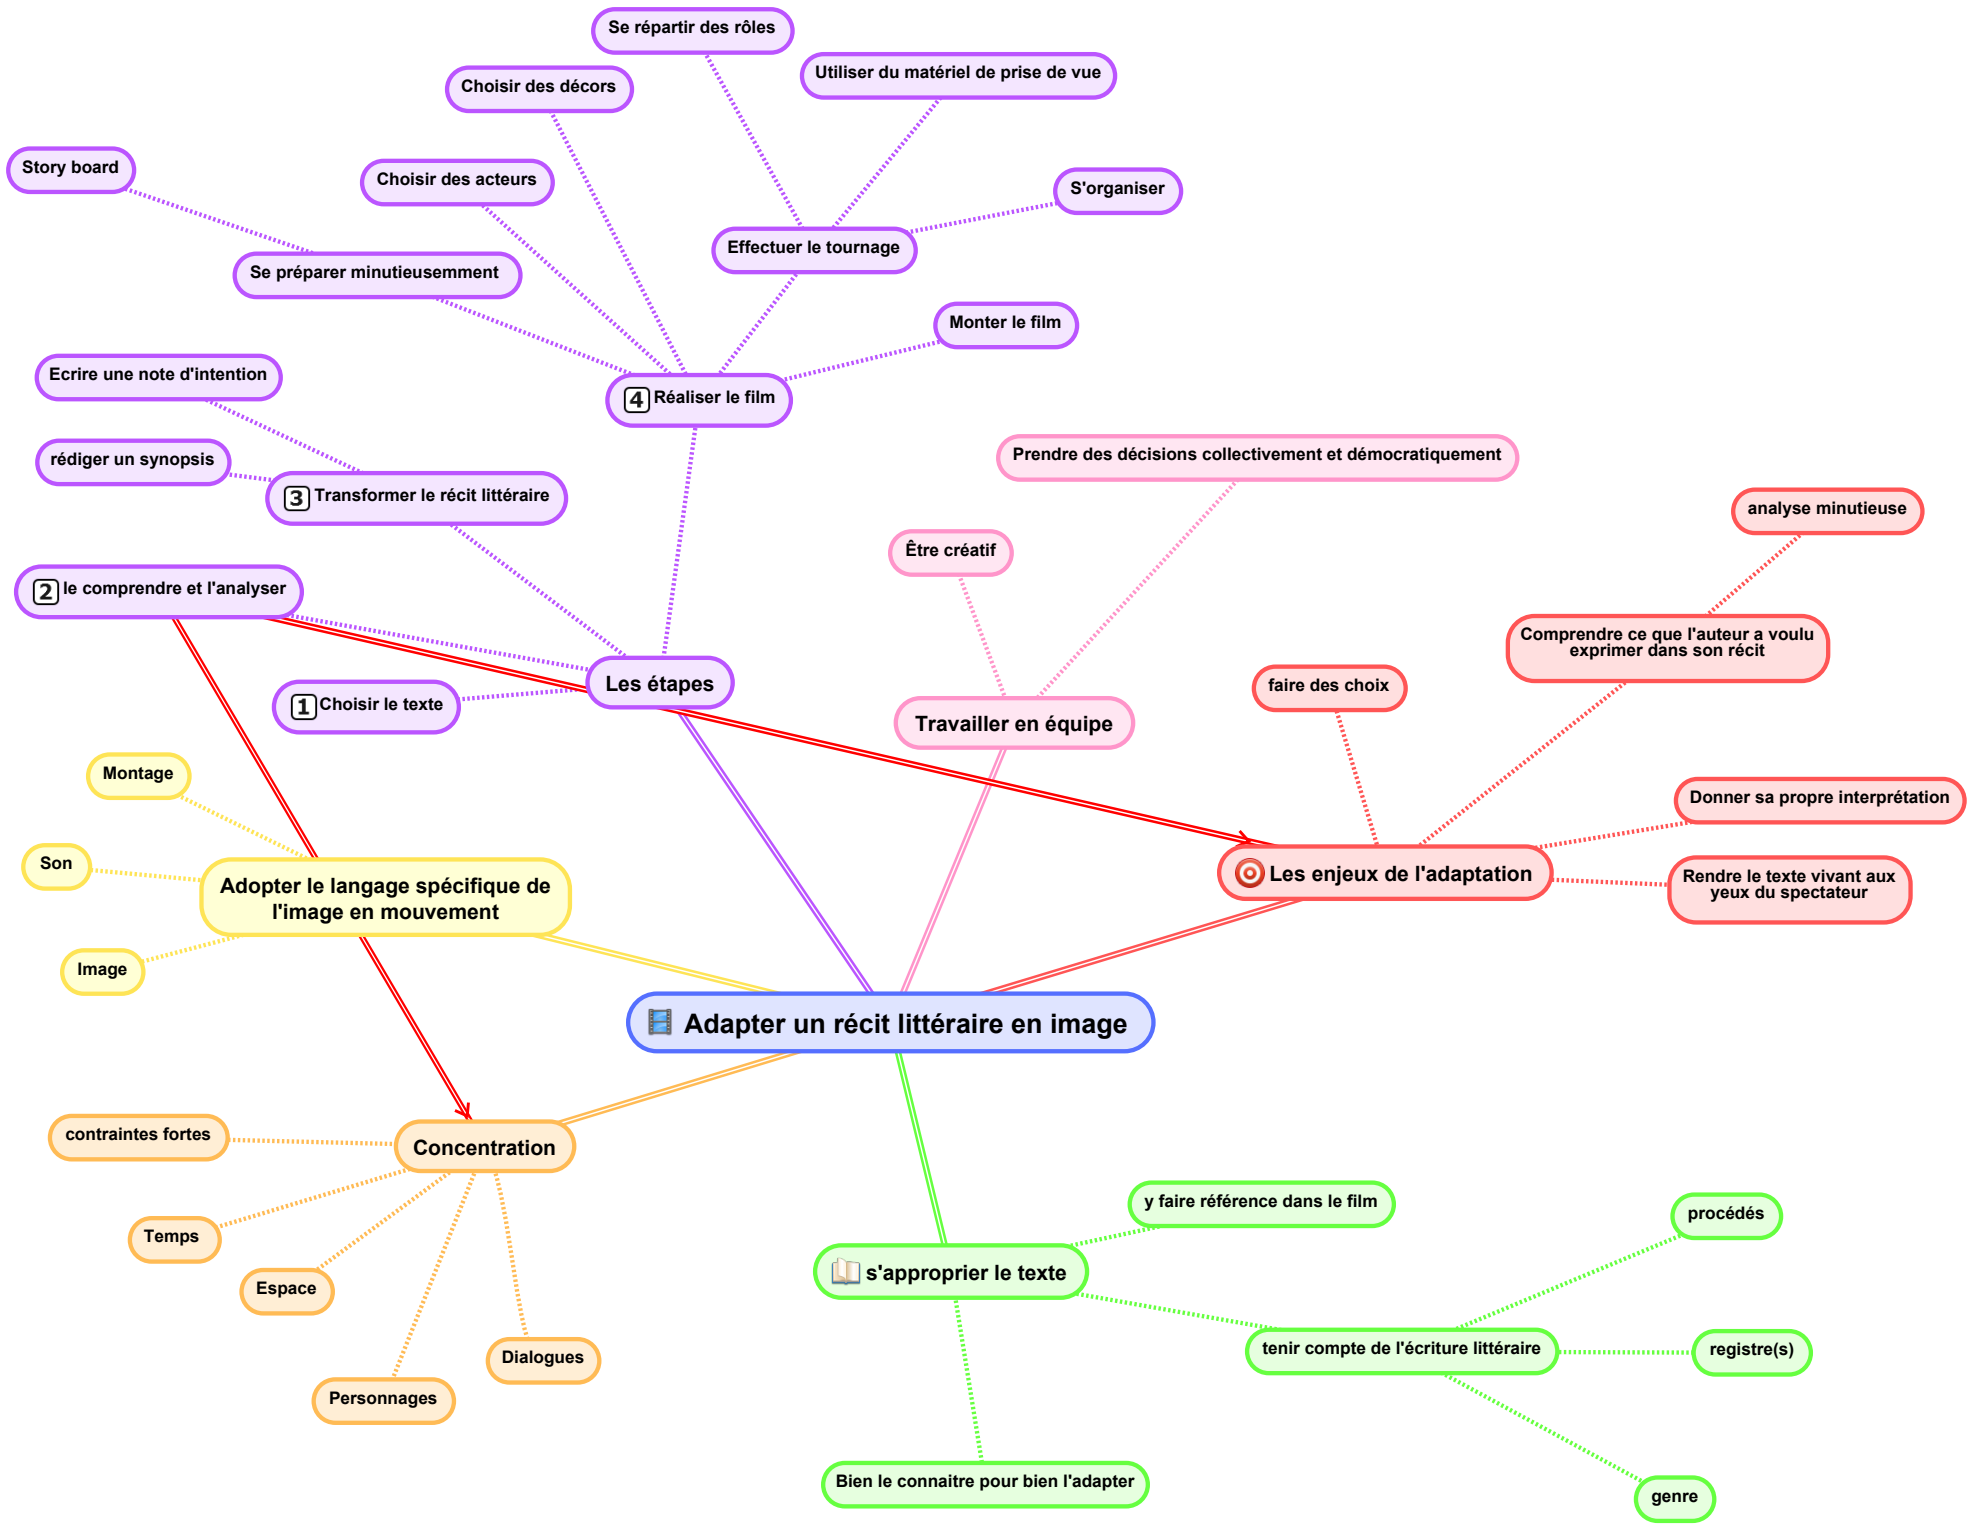 Se répartir des rôles
Utiliser du matériel de prise de vue
Choisir des décors
Story board
Choisir des acteurs
S'organiser
Effectuer le tournage
Se préparer minutieusemment
Monter le film
Ecrire une note d'intention
4 Réaliser le film
rédiger un synopsis
3 Transformer le récit littéraire
Prendre des décisions collectivement et démocratiquement
analyse minutieuse
Être créatif
2 le comprendre et l'analyser
Comprendre ce que l'auteur a voulu
exprimer dans son récit
Les étapes
faire des choix
1 Choisir le texte
Travailler en équipe
Montage
Donner sa propre interprétation
Son
Adopter le langage spécifique de
l'image en mouvement
Les enjeux de l'adaptation
Rendre le texte vivant aux
yeux du spectateur
Image
Adapter un récit littéraire en image
contraintes fortes
Concentration
Temps
Espace
Personnages
Dialogues
y faire référence dans le film
procédés
s'approprier le texte
tenir compte de l'écriture littéraire
registre(s)
Bien le connaitre pour bien l'adapter
genre